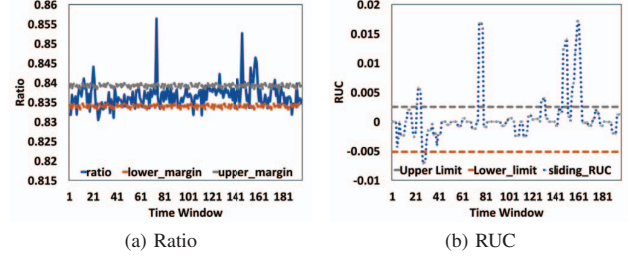 0.86
0.855
0.85
0.845
0.84
0.835
0.83
0.825
0.82
0.815
Ratio
ratio lower_margin upper_margin
1 21 41 61 81 101 121 141 161 181
Time Window
(a) Ratio
0.02
0.015
0.01
0.005
0
-0.005
-0.01
RUC
Upper Limit Lower_limit sliding_RUC
1 21 41 61 81 101 121 141 161 181
Time Window
(b) RUC